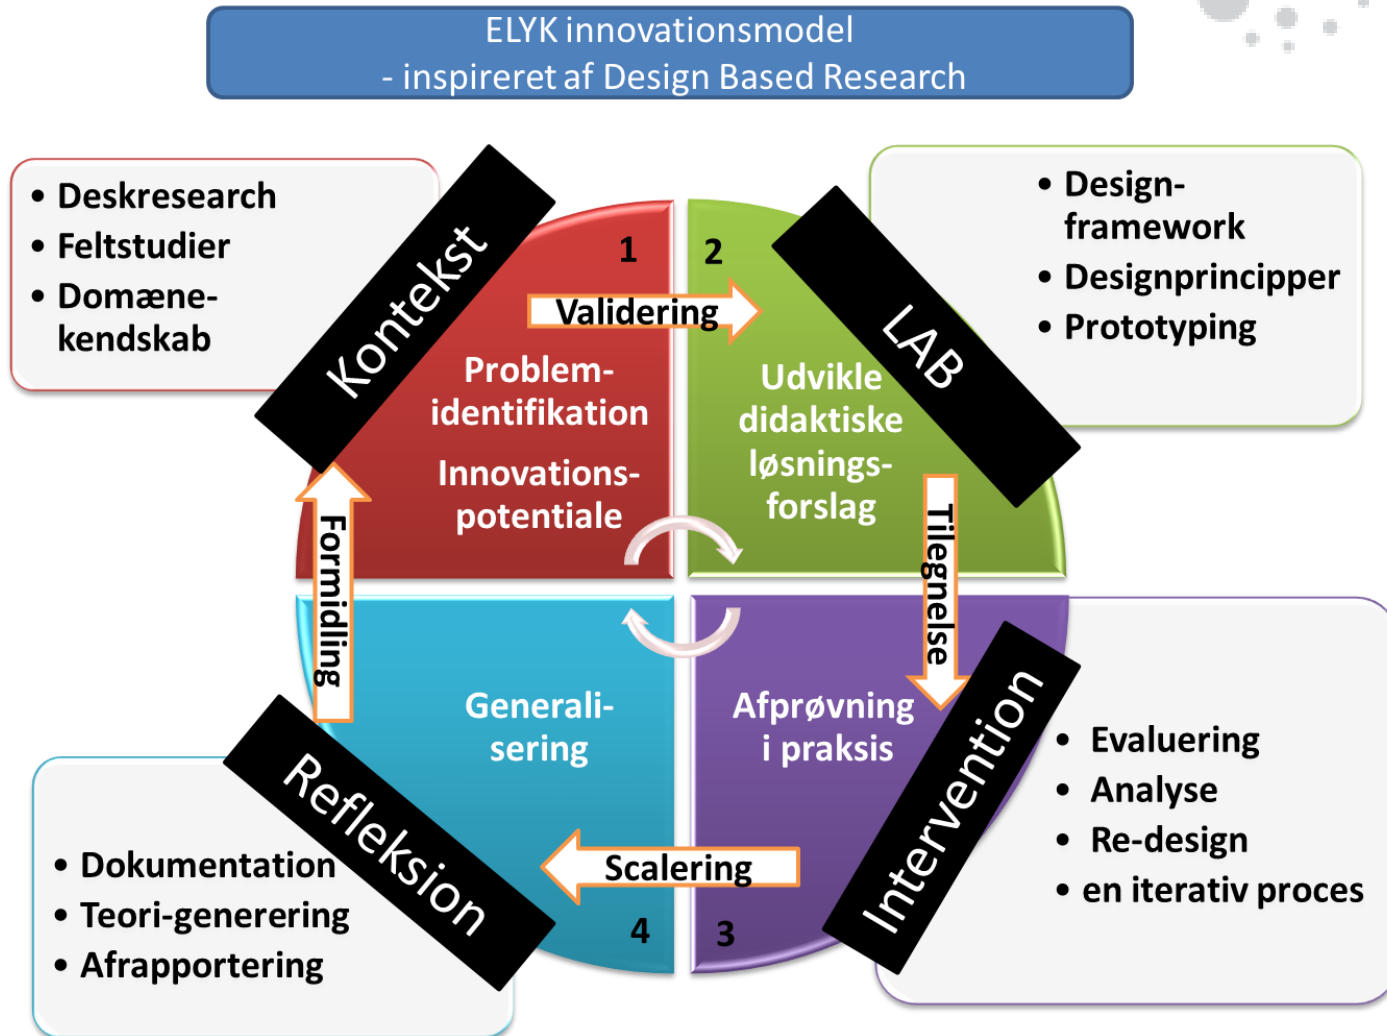 ELYK innovationsmodel
- inspireret af Design Based Research
• Deskresearch
• Feltstudier
• Domæne-
kendskab
Kontekst
1
Validering
Problem-
identifikation
Innovations-
potentiale
2
LAB
Udvikle
didaktiske
løsnings-
forslag
• Design-
framework
• Designprincipper
• Prototyping
Tilegnelse
Intervention
Afprøvning
i praksis
3
• Evaluering
• Analyse
• Re-design
• en iterativ proces
Scalering
Generali-
sering
4
Refleksion
• Dokumentation
• Teori-generering
• Afrapportering
Formidling